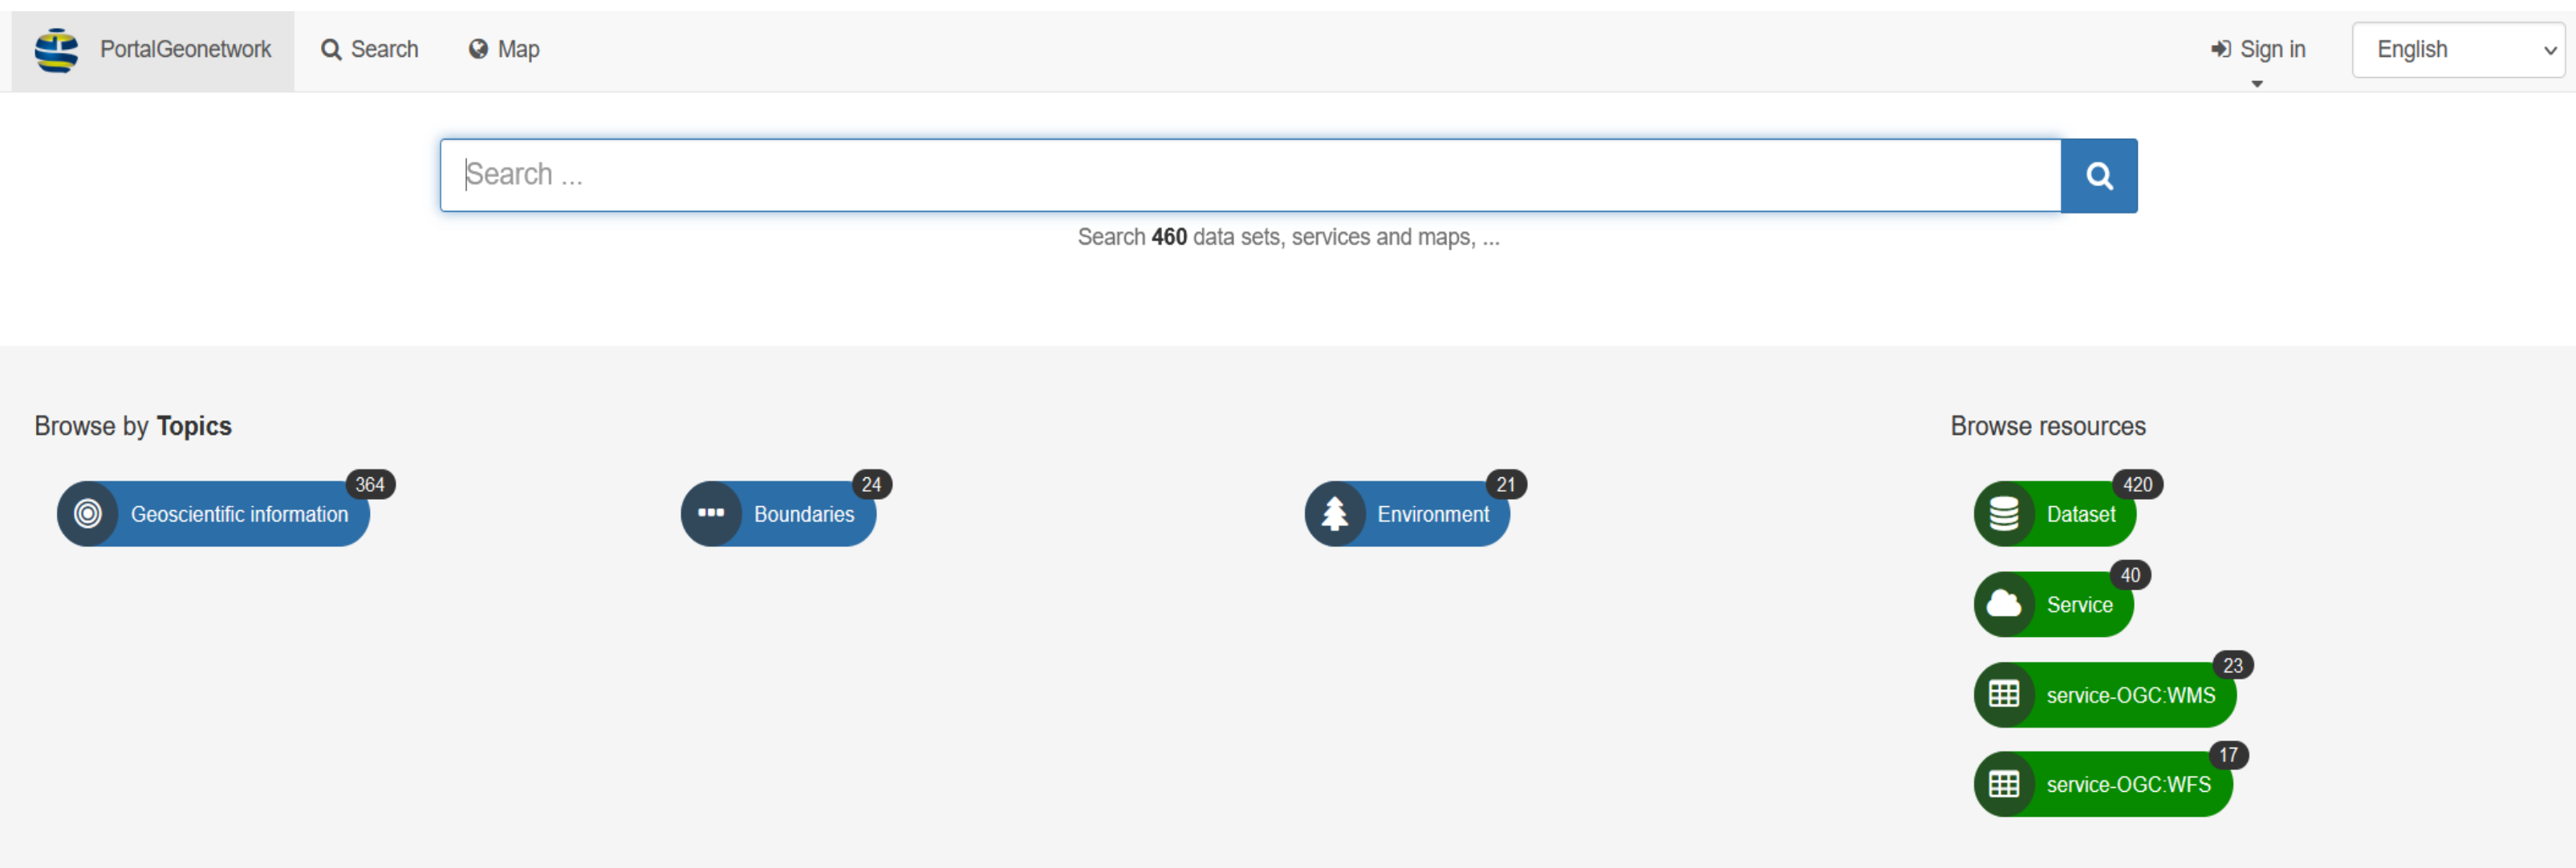 PortalGeonetwork Search Map Sign in English
Search ...
Search 460 data sets, services and maps, ...
Browse by Topics
364
Geoscientific information
24
Boundaries
21
Environment
Browse resources
420
Dataset
40
Service
23
service-OGC:WMS
17
service-OGC:WFS